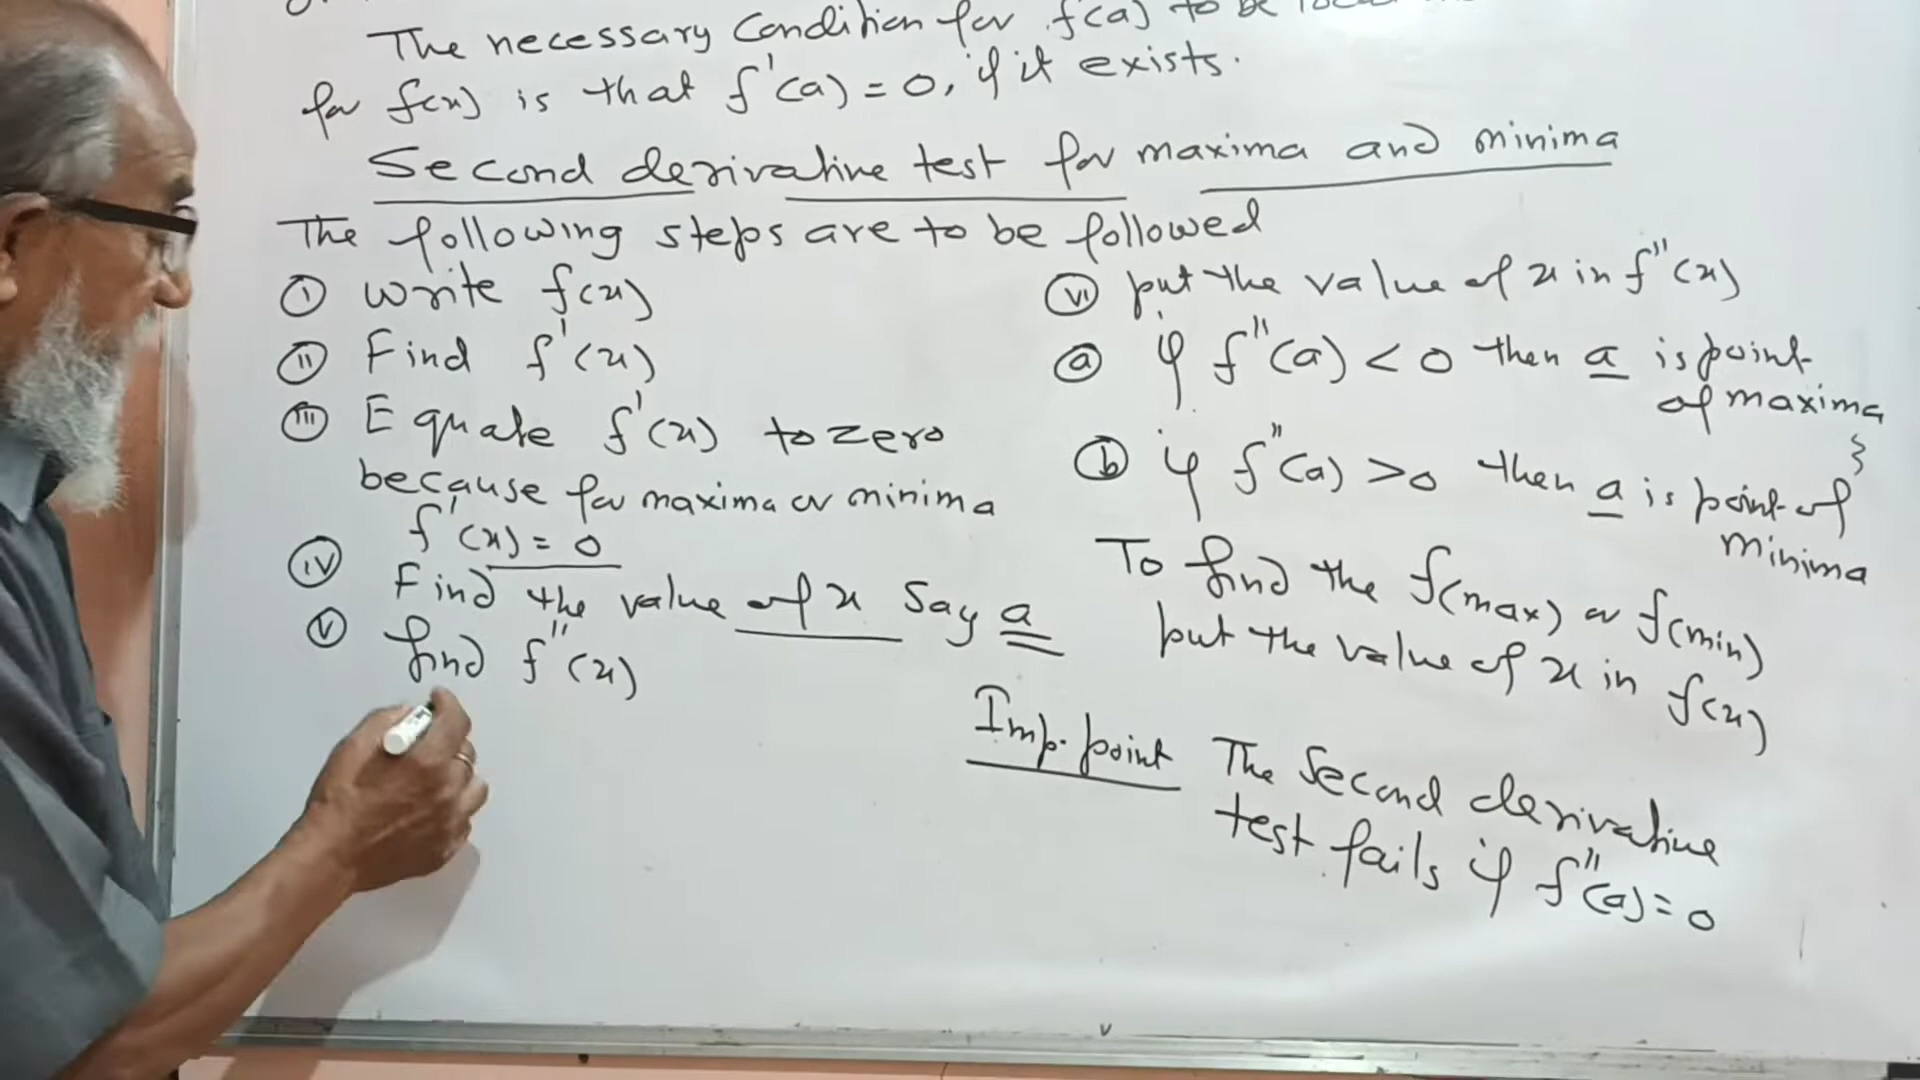 The necessary condition for f(a) to be
for f(x) is that f'(a) = 0, if it exists.
Second derivative test for maxima and minima
The following steps are to be followed
(I) Write f(x)
(II) Find f'(x)
(III) Equate f'(x) to zero
because for maxima or minima
f'(x) = 0
(IV) Find the value of x say a
(V) find f''(x)
(VI) put the value of x in f''(x)
(a) if f''(a) < 0 then a is point
of maxima
(b) if f''(a) > 0 then a is point of }
minima
To find the f(max) or f(min)
put the value of x in f(x)
Imp. point The Second derivative
test fails if f''(a) = 0